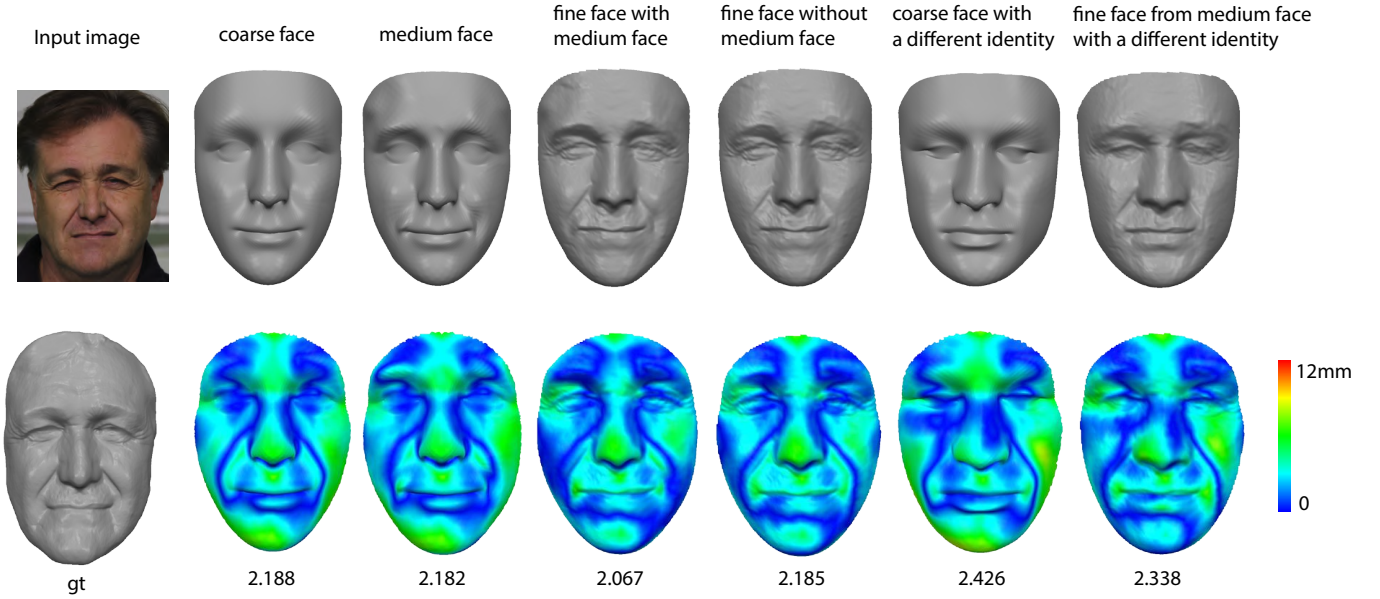 Input image
coarse face
medium face
fine face with
medium face
fine face without
medium face
coarse face with
a different identity
fine face from medium face
with a different identity
12mm
0
gt
2.188
2.182
2.067
2.185
2.426
2.338